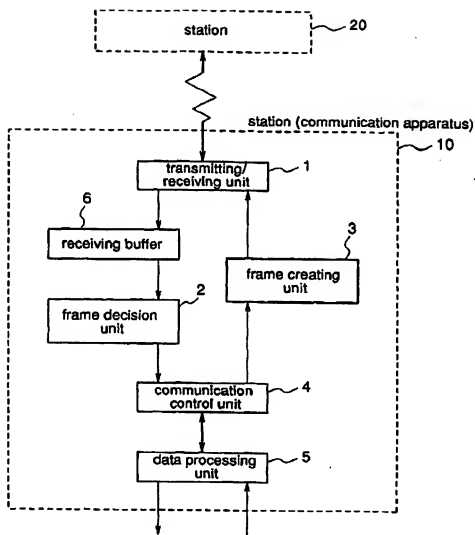 station
20
station (communication apparatus)
10
transmitting/
receiving unit
1
6
receiving buffer
3
frame creating
unit
2
frame decision
unit
communication
control unit
4
data processing
unit
5